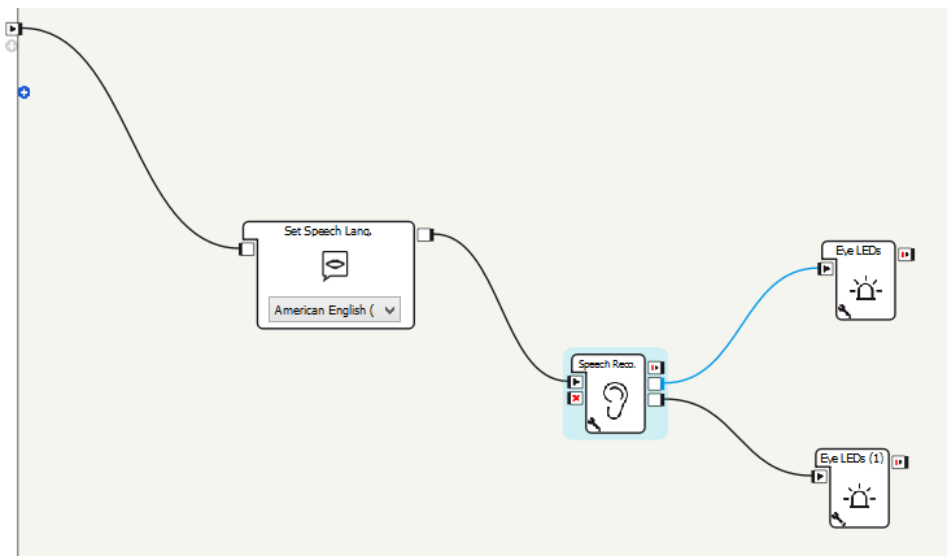 Set Speech Lang.
American English (
Eye LEDs
Speech Reco.
Eye LEDs (1)